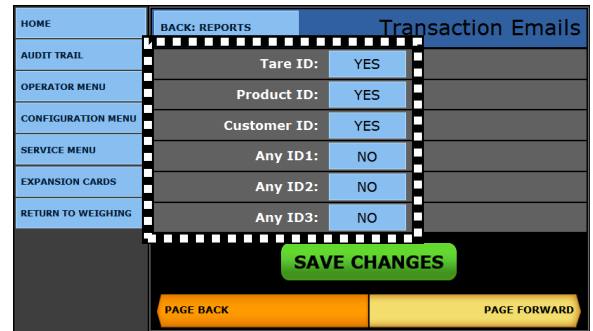 HOME
AUDIT TRAIL
OPERATOR MENU
CONFIGURATION MENU
SERVICE MENU
EXPANSION CARDS
RETURN TO WEIGHING
BACK: REPORTS
Transaction Emails
Tare ID: YES
Product ID: YES
Customer ID: YES
Any ID1: NO
Any ID2: NO
Any ID3: NO
SAVE CHANGES
PAGE BACK
PAGE FORWARD